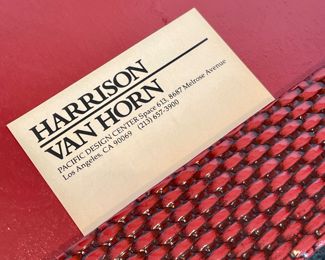 HARRISON
VAN HORN
PACIFIC DESIGN CENTER Space 613, 8687 Melrose Avenue
Los Angeles, CA 90069 (213) 657-3900